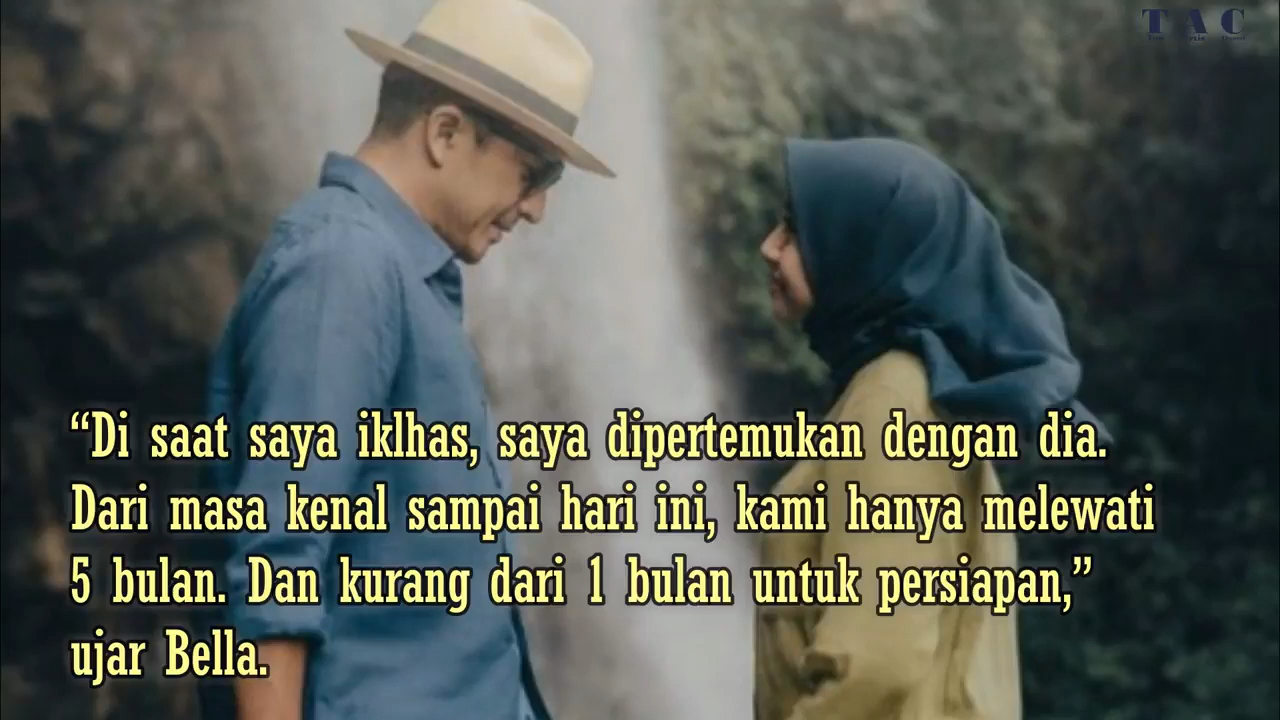 T A C
“Di saat saya iklhas, saya dipertemukan dengan dia.
Dari masa kenal sampai hari ini, kami hanya melewati
5 bulan. Dan kurang dari 1 bulan untuk persiapan,”
ujar Bella.